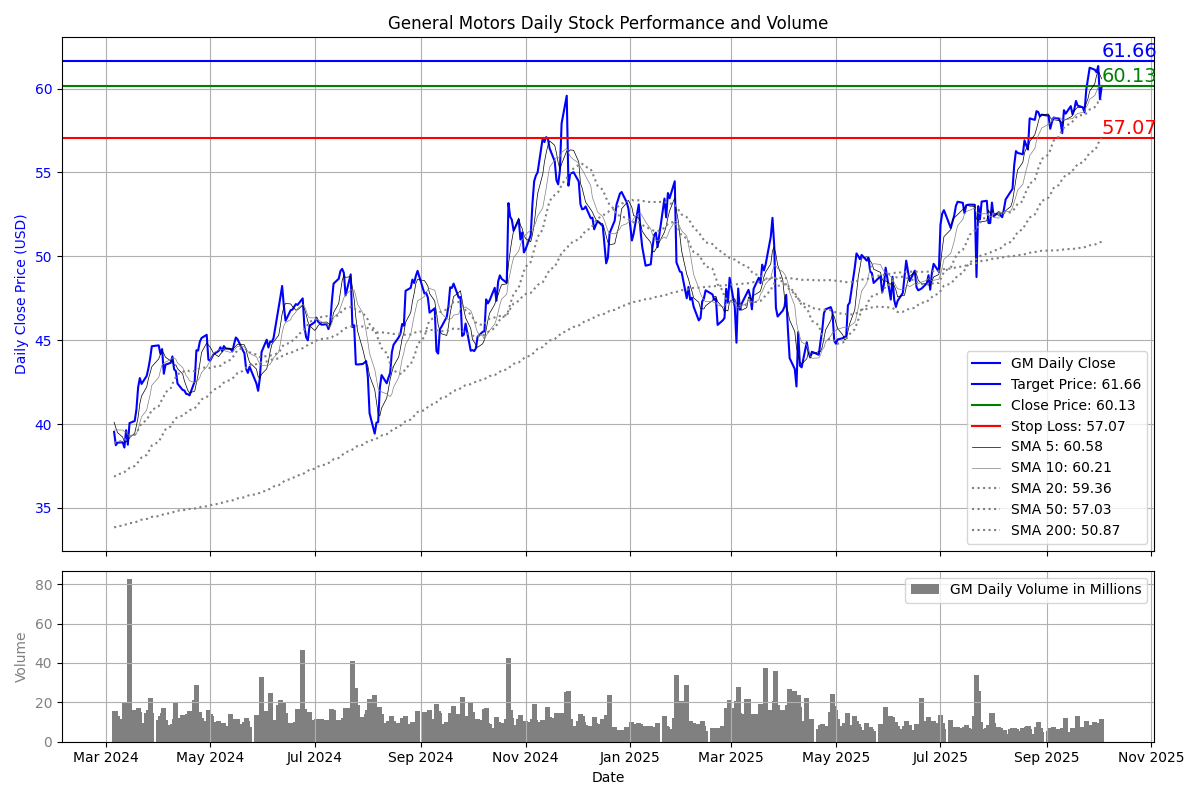 General Motors Daily Stock Performance and Volume
61.66
60.13
57.07
Daily Close Price (USD)
60
55
50
45
40
35
GM Daily Close
Target Price: 61.66
Close Price: 60.13
Stop Loss: 57.07
SMA 5: 60.58
SMA 10: 60.21
SMA 20: 59.36
SMA 50: 57.03
SMA 200: 50.87
Volume
80
60
40
20
0
GM Daily Volume in Millions
Mar 2024 May 2024 Jul 2024 Sep 2024 Nov 2024 Jan 2025 Mar 2025 May 2025 Jul 2025 Sep 2025 Nov 2025
Date